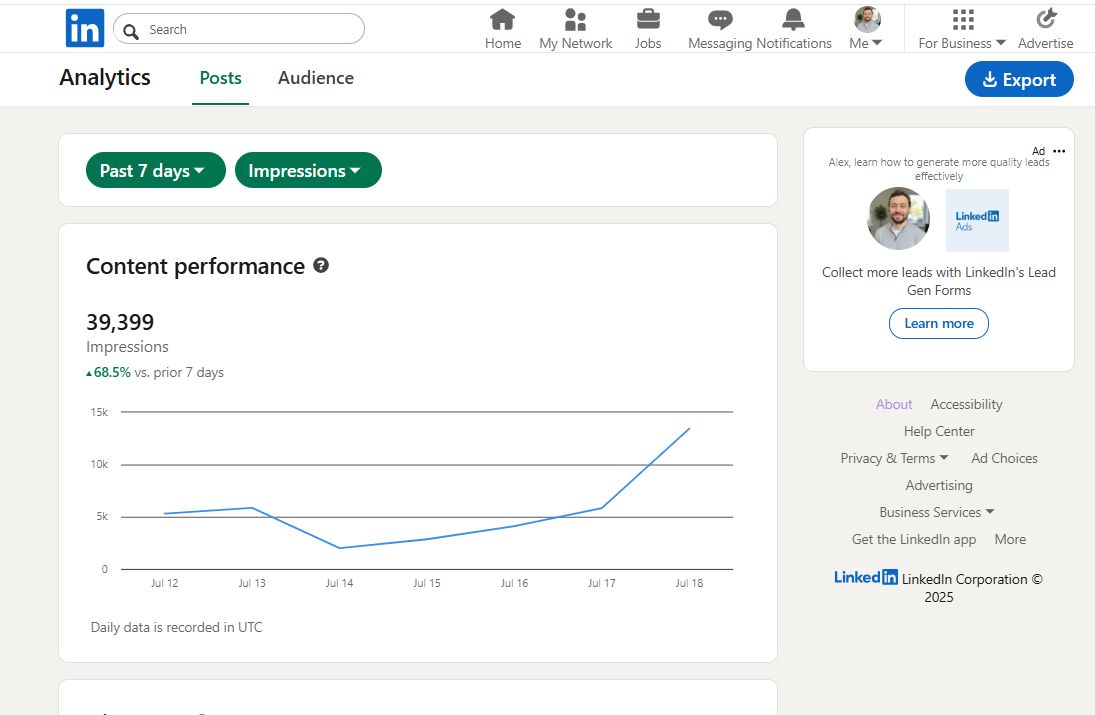 in
Search
Home
My Network
Jobs
Messaging
Notifications
Me
For Business
Advertise
Analytics
Posts
Audience
Export
Past 7 days
Impressions
Content performance ?
39,399
Impressions
68.5% vs. prior 7 days
15k
10k
5k
0
Jul 12
Jul 13
Jul 14
Jul 15
Jul 16
Jul 17
Jul 18
Daily data is recorded in UTC
Ad
Alex, learn how to generate more quality leads
effectively
Linked in
Ads
Collect more leads with LinkedIn's Lead
Gen Forms
Learn more
About Accessibility
Help Center
Privacy & Terms Ad Choices
Advertising
Business Services
Get the LinkedIn app More
Linked in LinkedIn Corporation ©
2025